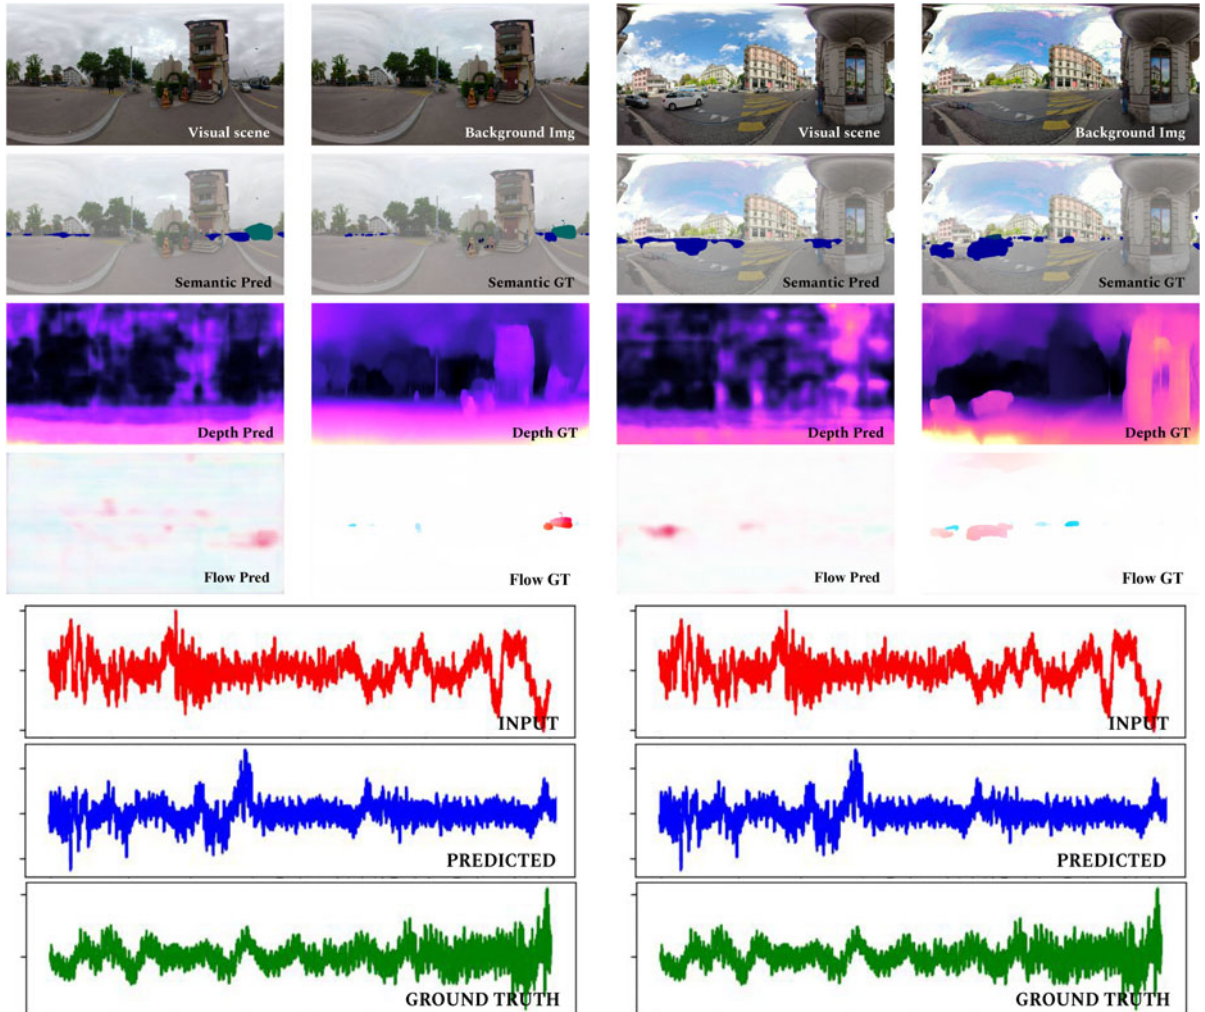 Visual scene
Background Img
Visual scene
Background Img
Semantic Pred
Semantic GT
Semantic Pred
Semantic GT
Depth Pred
Depth GT
Depth Pred
Depth GT
Flow Pred
Flow GT
Flow Pred
Flow GT
INPUT
INPUT
PREDICTED
PREDICTED
GROUND TRUTH
GROUND TRUTH